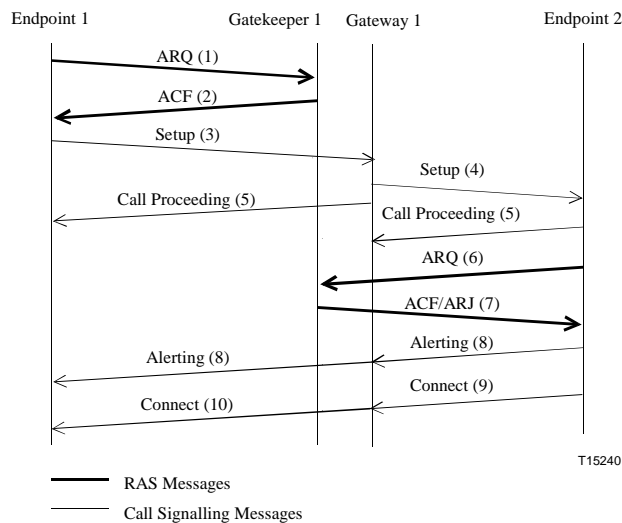 Endpoint 1 Gatekeeper 1 Gateway 1 Endpoint 2
ARQ (1)
ACF (2)
Setup (3)
Setup (4)
Call Proceeding (5)
Call Proceeding (5)
ARQ (6)
ACF/ARJ (7)
Alerting (8)
Alerting (8)
Connect (9)
Connect (10)
T15240
RAS Messages
Call Signalling Messages